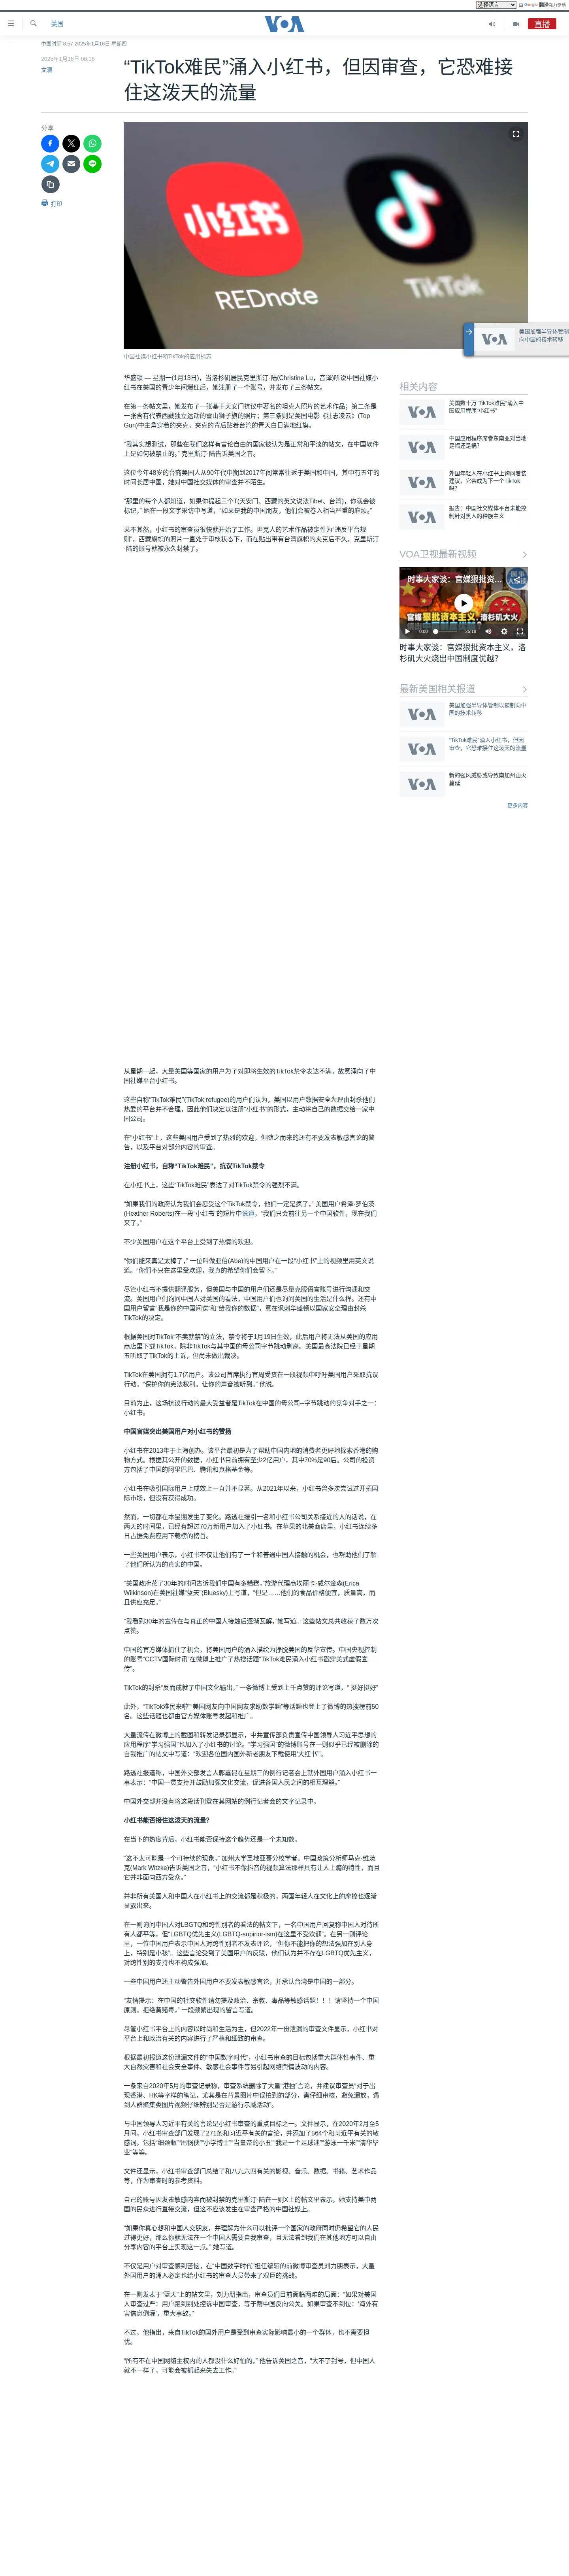 选择语言
由 Google 翻译强力驱动
美国
VOA
直播
中国时间 6:57 2025年1月16日 星期四
2025年1月16日 06:16
文灏
“TikTok难民”涌入小红书，但因审查，它恐难接
住这泼天的流量
分享
打印
小红书
REDnote
TikTok
中国社媒小红书和TikTok的应用标志
美国加强半导体管制
向中国的技术转移
华盛顿 — 星期一(1月13日)，当洛杉矶居民克里斯汀·陆(Christine Lu，音译)听说中国社媒小
红书在美国的青少年间爆红后，她注册了一个账号，并发布了三条帖文。
在第一条帖文里，她发布了一张基于天安门抗议中著名的坦克人照片的艺术作品；第二条是
一张含有代表西藏独立运动的雪山狮子旗的照片；第三条则是美国电影《壮志凌云》(Top
Gun)中主角穿着的夹克，夹克的背后贴着台湾的青天白日满地红旗。
“我其实想测试，那些在我们这样有言论自由的国家被认为是正常和平淡的帖文，在中国软件
上是如何被禁止的。” 克里斯汀·陆告诉美国之音。
这位今年48岁的台裔美国人从90年代中期到2017年间常常往返于美国和中国，其中有五年的
时间长居中国，她对中国社交媒体的审查并不陌生。
“那里的每个人都知道，如果你提起三个T(天安门、西藏的英文说法Tibet、台湾)，你就会被
标记，” 她在一段文字采访中写道，“如果是我的中国朋友，他们会被卷入相当严重的麻烦。”
果不其然，小红书的审查员很快就开始了工作。坦克人的艺术作品被定性为“违反平台规
则”，西藏旗帜的照片一直处于审核状态下，而在贴出带有台湾旗帜的夹克后不久，克里斯汀
·陆的账号就被永久封禁了。
相关内容
美国数十万“TikTok难民”涌入中
国应用程序“小红书”
中国应用程序席卷东南亚对当地
是福还是祸?
外国年轻人在小红书上询问着装
建议，它会成为下一个TikTok
吗?
报告：中国社交媒体平台未能控
制针对黑人的种族主义
VOA卫视最新视频
时事大家谈：官媒狠批资…
0:00
25:19
时事大家谈：官媒狠批资本主义，洛
杉矶大火烧出中国制度优越?
最新美国相关报道
美国加强半导体管制以遏制向中
国的技术转移
“TikTok难民”涌入小红书，但因
审查，它恐难接住这泼天的流量
新的强风威胁或导致南加州山火
蔓延
更多内容
从星期一起，大量美国等国家的用户为了对即将生效的TikTok禁令表达不满，故意涌向了中
国社媒平台小红书。
这些自称“TikTok难民”(TikTok refugee)的用户们认为，美国以用户数据安全为理由封杀他们
热爱的平台并不合理，因此他们决定以注册“小红书”的形式，主动将自己的数据交给一家中
国公司。
在“小红书”上，这些美国用户受到了热烈的欢迎，但随之而来的还有不要发表敏感言论的警
告，以及平台对部分内容的审查。
注册小红书，自称“TikTok难民”，抗议TikTok禁令
在小红书上，这些“TikTok难民”表达了对TikTok禁令的强烈不满。
“如果我们的政府认为我们会忍受这个TikTok禁令，他们一定是疯了，” 美国用户希泽·罗伯茨
(Heather Roberts)在一段“小红书”的短片中说道，“我们只会前往另一个中国软件，现在我们
来了。”
不少美国用户在这个平台上受到了热情的欢迎。
“你们能来真是太棒了，” 一位叫做亚伯(Abe)的中国用户在一段“小红书”上的视频里用英文说
道。“你们不只在这里受欢迎，我真的希望你们会留下。”
尽管小红书不提供翻译服务，但美国与中国的用户们还是尽量克服语言账号进行沟通和交
流。美国用户们询问中国人对美国的看法，中国用户们也询问美国的生活是什么样。还有中
国用户留言“我是你的中国间谍”和“给我你的数据”，意在讽刺华盛顿以国家安全理由封杀
TikTok的决定。
根据美国对TikTok“不卖就禁”的立法，禁令将于1月19日生效，此后用户将无法从美国的应用
商店里下载TikTok，除非TikTok与其中国的母公司字节跳动剥离。美国最高法院已经于星期
五听取了TikTok的上诉，但尚未做出裁决。
TikTok在美国拥有1.7亿用户。该公司首席执行官周受资在一段视频中呼吁美国用户采取抗议
行动。“保护你的宪法权利。让你的声音被听到。” 他说。
目前为止，这场抗议行动的最大受益者是TikTok在中国的母公司--字节跳动的竞争对手之一：
小红书。
中国官媒突出美国用户对小红书的赞扬
小红书在2013年于上海创办。该平台最初是为了帮助中国内地的消费者更好地探索香港的购
物方式。根据其公开的数据，小红书目前拥有至少2亿用户，其中70%是90后。公司的投资
方包括了中国的阿里巴巴、腾讯和真格基金等。
小红书在吸引国际用户上成效上一直并不显著。从2021年以来，小红书曾多次尝试过开拓国
际市场，但没有获得成功。
然而，一切都在本星期发生了变化。路透社援引一名和小红书公司关系接近的人的话说，在
两天的时间里，已经有超过70万新用户加入了小红书。在苹果的北美商店里，小红书连续多
日占据免费应用下载榜的榜首。
一些美国用户表示，小红书不仅让他们有了一个和普通中国人接触的机会，也帮助他们了解
了他们所认为的真实的中国。
“美国政府花了30年的时间告诉我们中国有多糟糕，”旅游代理商埃丽卡·威尔金森(Erica
Wilkinson)在美国社媒“蓝天”(Bluesky)上写道，“但是……他们的食品价格便宜，质量高，而
且供应充足。”
“我看到30年的宣传在与真正的中国人接触后逐渐瓦解，”她写道。这些帖文总共收获了数万次
点赞。
中国的官方媒体抓住了机会，将美国用户的涌入描绘为挣脱美国的反华宣传。中国央视控制
的账号“CCTV国际时讯”在微博上推广了热搜话题“TikTok难民涌入小红书戳穿美式虚假宣
传”。
TikTok的封杀“反而成就了中国文化输出，” 一条微博上受到上千点赞的评论写道，“ 挺好挺好”
此外，“TikTok难民来啦”“美国网友向中国网友求助数学题”等话题也登上了微博的热搜榜前50
名。这些话题也都由官方媒体账号发起和推广。
大量流传在微博上的截图和转发记录都显示，中共宣传部负责宣传中国领导人习近平思想的
应用程序“学习强国”也加入了小红书的讨论。“学习强国”的微博账号在一则似乎已经被删除的
自我推广的帖文中写道：“欢迎各位国内国外新老朋友下载使用‘大红书’”。
路透社报道称，中国外交部发言人郭嘉昆在星期三的例行记者会上就外国用户涌入小红书一
事表示：“中国一贯支持并鼓励加强文化交流，促进各国人民之间的相互理解。”
中国外交部并没有将这段话刊登在其网站的例行记者会的文字记录中。
小红书能否接住这泼天的流量?
在当下的热度背后，小红书能否保持这个趋势还是一个未知数。
“这不太可能是一个可持续的现象，” 加州大学圣地亚哥分校学者、中国政策分析师马克·维茨
克(Mark Witzke)告诉美国之音，“小红书不像抖音的视频算法那样具有让人上瘾的特性，而且
它并非面向西方受众。”
并非所有美国人和中国人在小红书上的交流都是积极的，两国年轻人在文化上的摩擦也逐渐
显露出来。
在一则询问中国人对LBGTQ和跨性别者的看法的帖文下，一名中国用户回复称中国人对待所
有人都平等，但“LGBTQ优先主义(LGBTQ-supirior-ism)在这里不受欢迎”。在另一则评论
里，一位中国用户表示中国人对跨性别者不发表评论，“但你不能把你的想法强加在别人身
上，特别是小孩”。这些言论受到了美国用户的反驳，他们认为并不存在LGBTQ优先主义，
对跨性别的支持也不构成强加。
一些中国用户还主动警告外国用户不要发表敏感言论，并承认台湾是中国的一部分。
“友情提示：在中国的社交软件请勿提及政治、宗教、毒品等敏感话题！！！请坚持一个中国
原则，拒绝黄赌毒。” 一段频繁出现的留言写道。
尽管小红书平台上的内容以时尚和生活为主，但2022年一份泄漏的审查文件显示，小红书对
平台上和政治有关的内容进行了严格和细致的审查。
根据最初报道这份泄漏文件的“中国数字时代”，小红书审查的目标包括重大群体性事件、重
大自然灾害和社会安全事件、敏感社会事件等易引起网络舆情波动的内容。
一条来自2020年5月的审查记录称，审查系统删除了大量“港独”言论，并建议审查员“对于出
现香港、HK等字样的笔记，尤其是在背景图片中误拍到的部分，需仔细审核，避免漏放，遇
到人群聚集类图片视频仔细辨别是否是游行示威活动”。
与中国领导人习近平有关的言论是小红书审查的重点目标之一。文件显示，在2020年2月至5
月间，小红书审查部门发现了271条和习近平有关的言论，并添加了564个和习近平有关的敏
感词，包括“细颈瓶”“甩锅侠”“小学博士”“当皇帝的小丑”“我是一个足球迷”“游泳一千米”“清华毕
业”等等。
文件还显示，小红书审查部门总结了和八九六四有关的影视、音乐、数据、书籍、艺术作品
等，作为审查时的参考资料。
自己的账号因发表敏感内容而被封禁的克里斯汀·陆在一则X上的帖文里表示，她支持美中两
国的民众进行直接交流，但这不应该发生在审查严格的中国社媒上。
“如果你真心想和中国人交朋友，并理解为什么可以批评一个国家的政府同时仍希望它的人民
过得更好，那么你就无法在一个中国人需要自我审查，且无法看到我们在其他地方可以自由
分享内容的平台上实现这一点。” 她写道。
不仅是用户对审查感到苦恼，在“中国数字时代”担任编辑的前微博审查员刘力朋表示，大量
外国用户的涌入必定也给小红书的审查人员带来了艰巨的挑战。
在一则发表于“蓝天”上的帖文里，刘力朋指出，审查员们目前面临两难的局面：“如果对美国
人审查过严：用户跑到别处控诉中国审查，等于帮中国反向公关。如果审查不到位：‘海外有
害信息倒灌’，重大事故。”
不过，他指出，来自TikTok的国外用户是受到审查实际影响最小的一个群体，也不需要担
忧。
“所有不在中国网络主权内的人都没什么好怕的，” 他告诉美国之音，“大不了封号，但中国人
就不一样了，可能会被抓起来失去工作。”